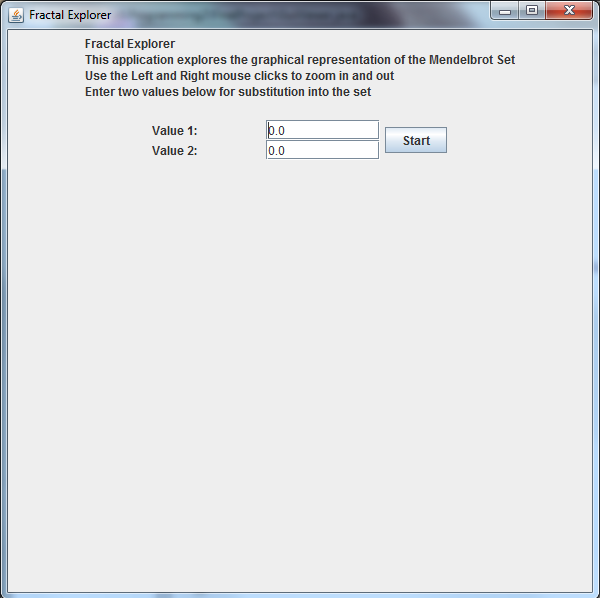 Fractal Explorer
Fractal Explorer
This application explores the graphical representation of the Mendelbrot Set
Use the Left and Right mouse clicks to zoom in and out
Enter two values below for substitution into the set
Value 1: 0.0
Start
Value 2: 0.0